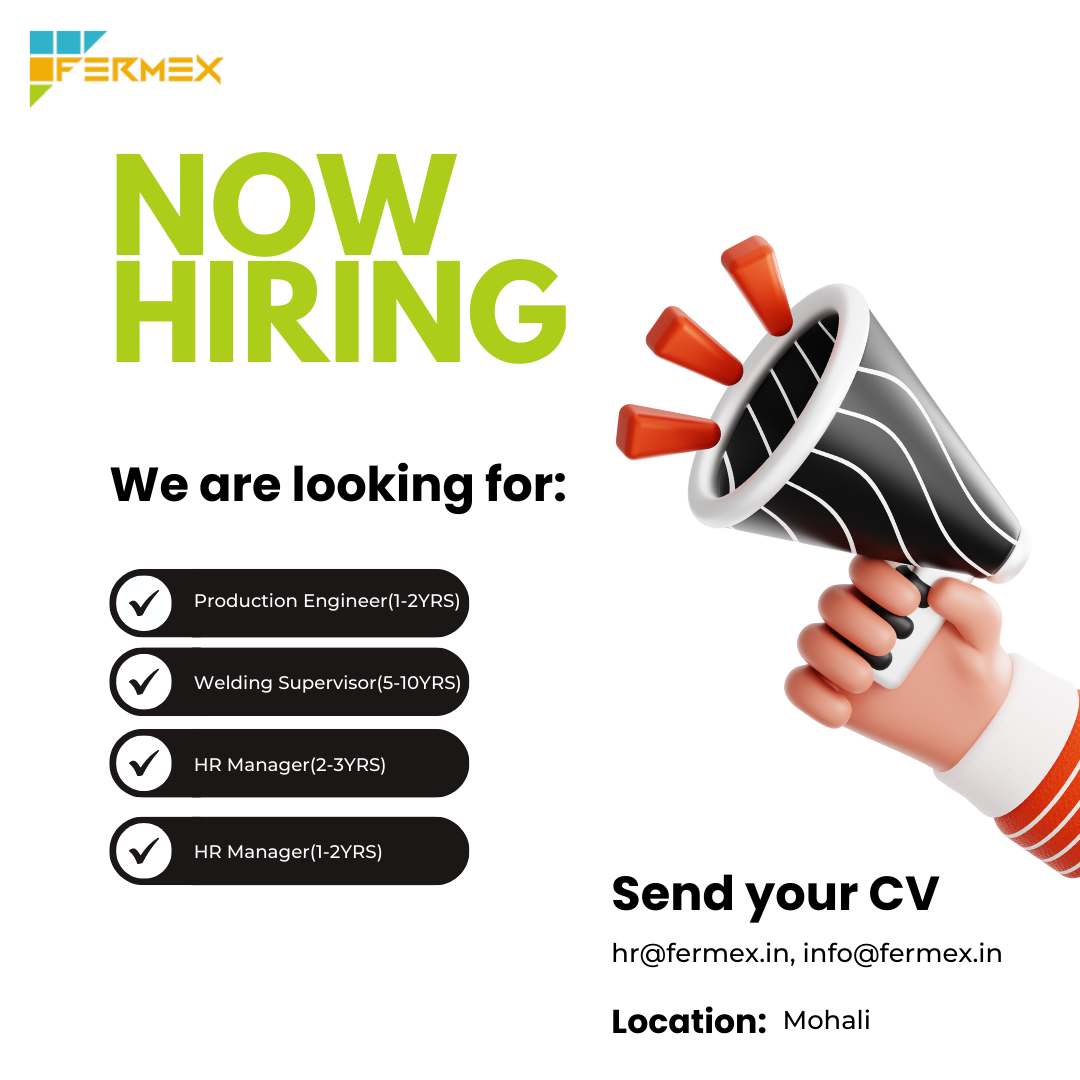 FERMEX
NOW
HIRING
We are looking for:
Production Engineer(1-2YRS)
Welding Supervisor(5-10YRS)
HR Manager(2-3YRS)
HR Manager(1-2YRS)
Send your CV
hr@fermex.in, info@fermex.in
Location: Mohali